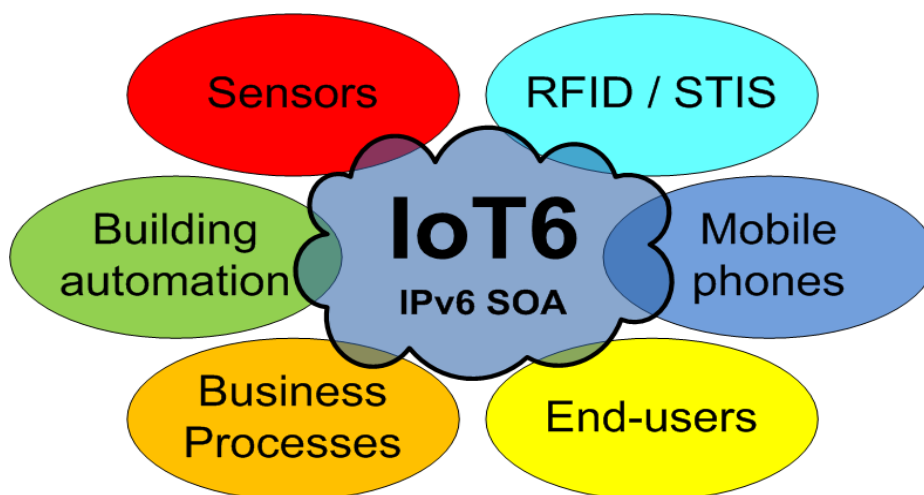 Sensors
RFID / STIS
Building
automation
IoT6
IPv6 SOA
Mobile
phones
Business
Processes
End-users